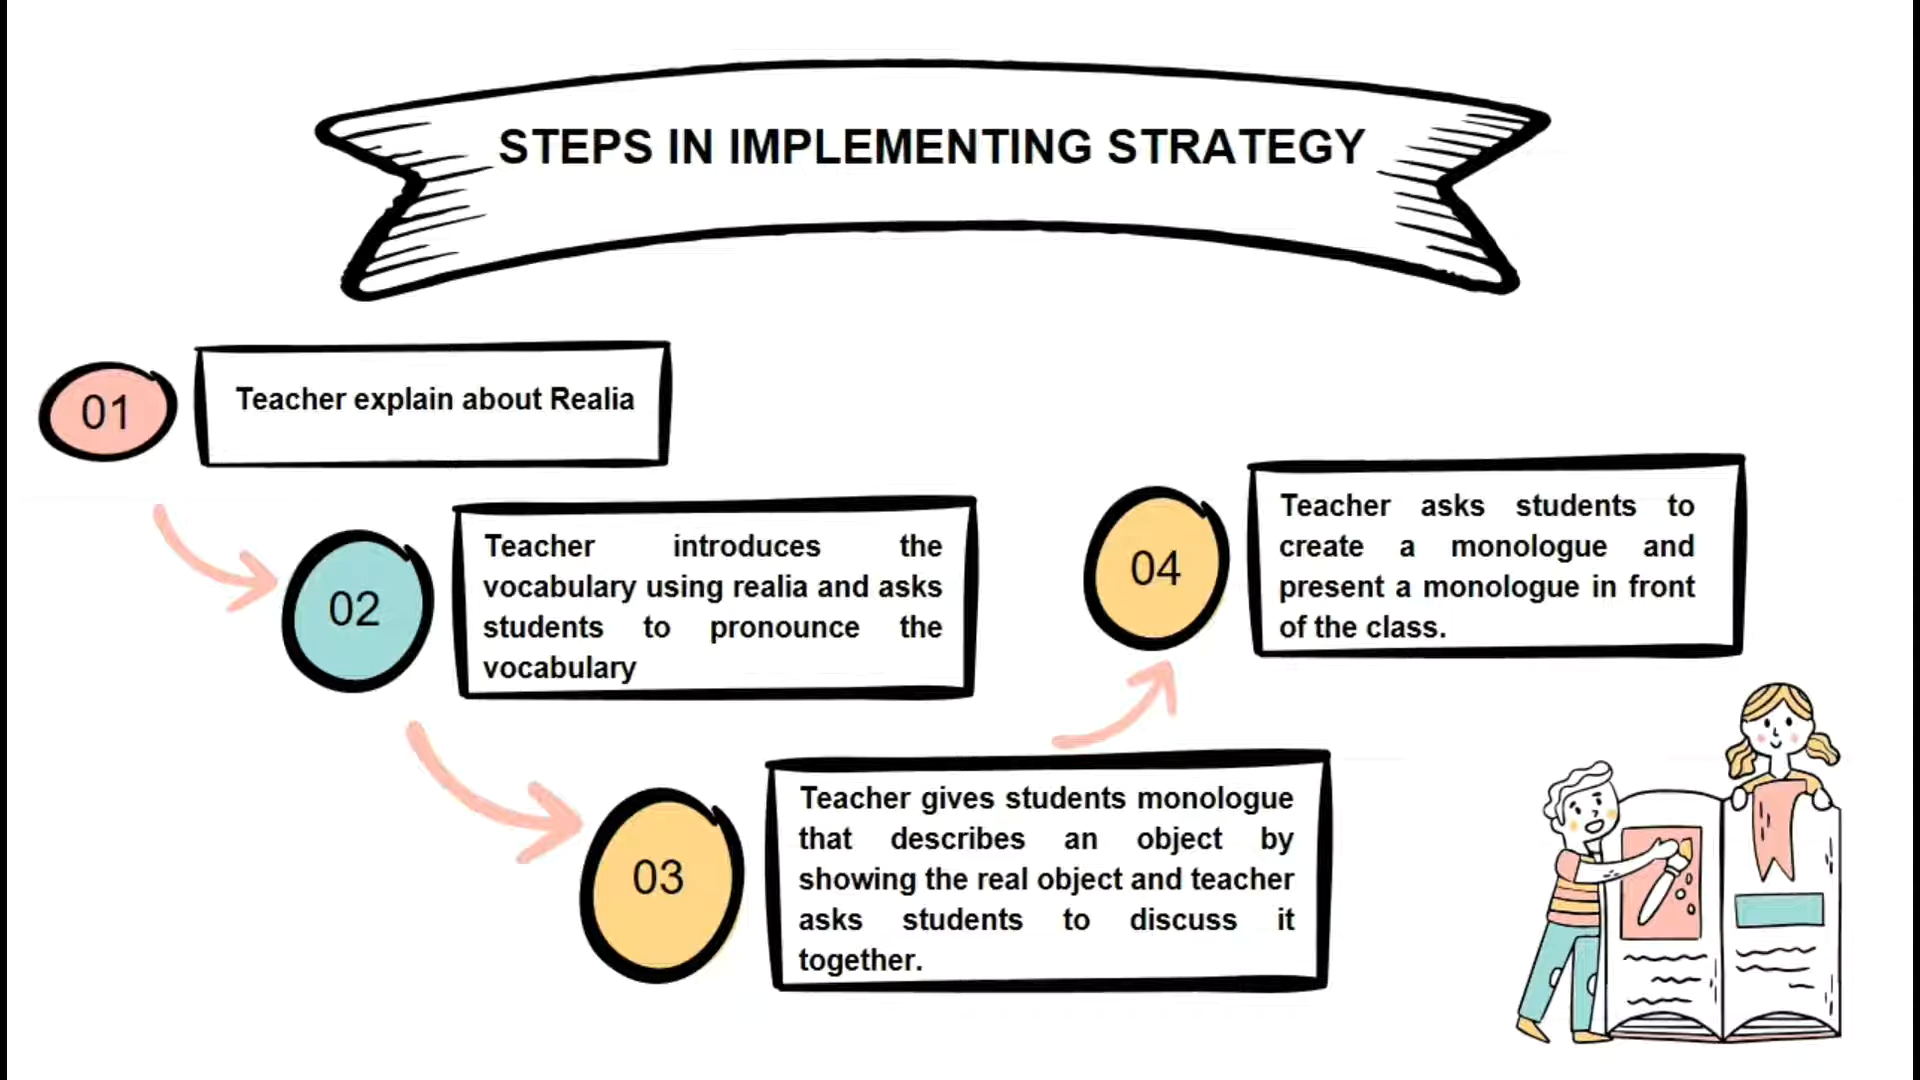 STEPS IN IMPLEMENTING STRATEGY
01
Teacher explain about Realia
02
Teacher introduces the
vocabulary using realia and asks
students to pronounce the
vocabulary
03
Teacher gives students monologue
that describes an object by
showing the real object and teacher
asks students to discuss it
together.
04
Teacher asks students to
create a monologue and
present a monologue in front
of the class.